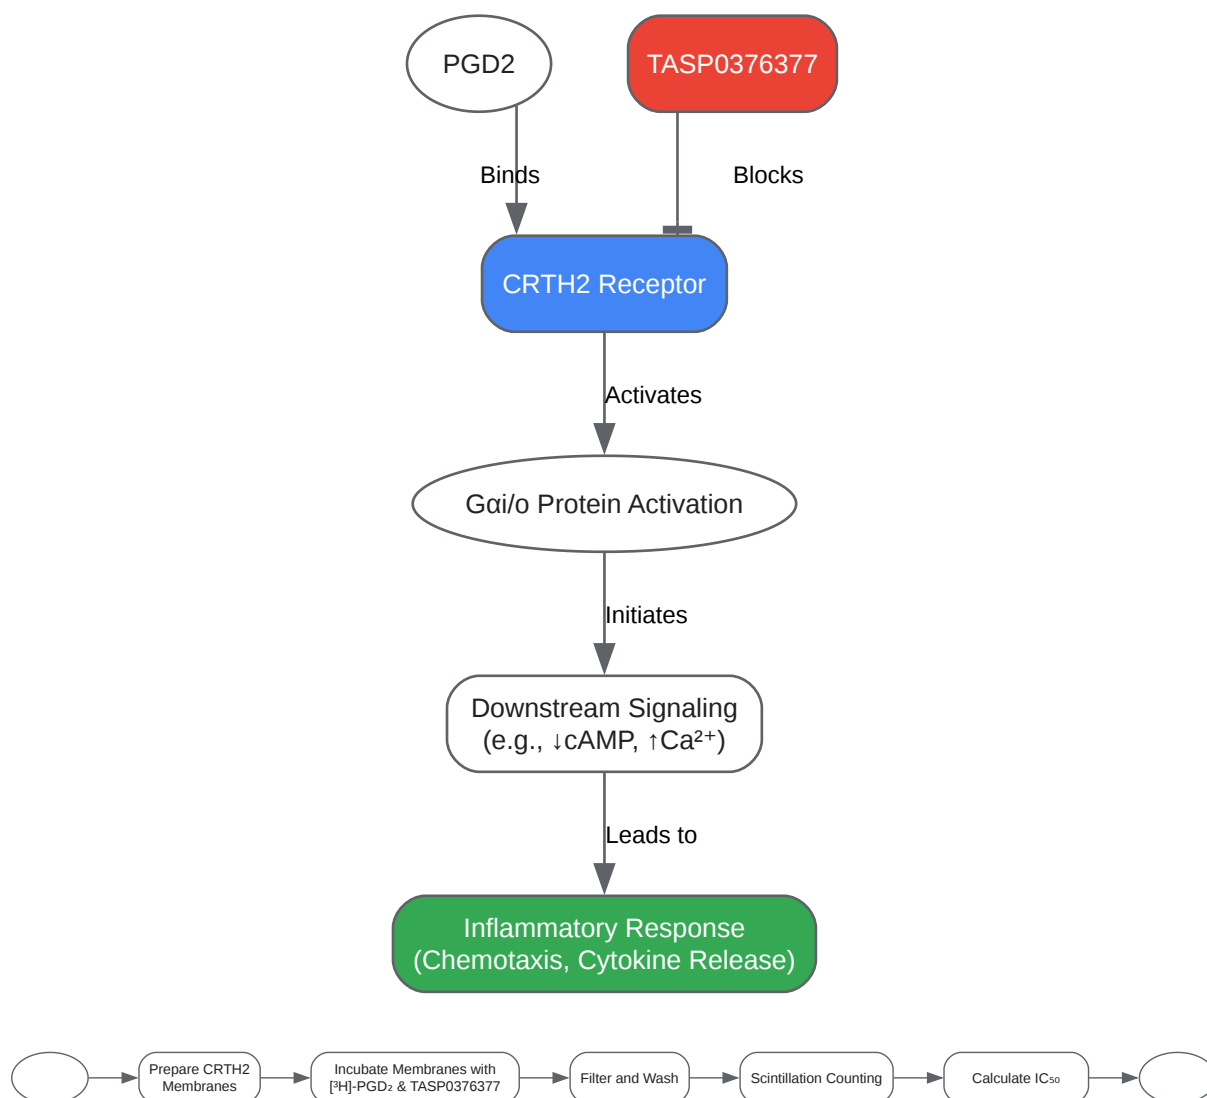 PGD2
TASP0376377
Binds
Blocks
CRTH2 Receptor
Activates
Gαi/o Protein Activation
Initiates
Downstream Signaling
(e.g., ↓cAMP, ↑Ca²⁺)
Leads to
Inflammatory Response
(Chemotaxis, Cytokine Release)
Prepare CRTH2
Membranes
Incubate Membranes with
[³H]-PGD₂ & TASP0376377
Filter and Wash
Scintillation Counting
Calculate IC₅₀